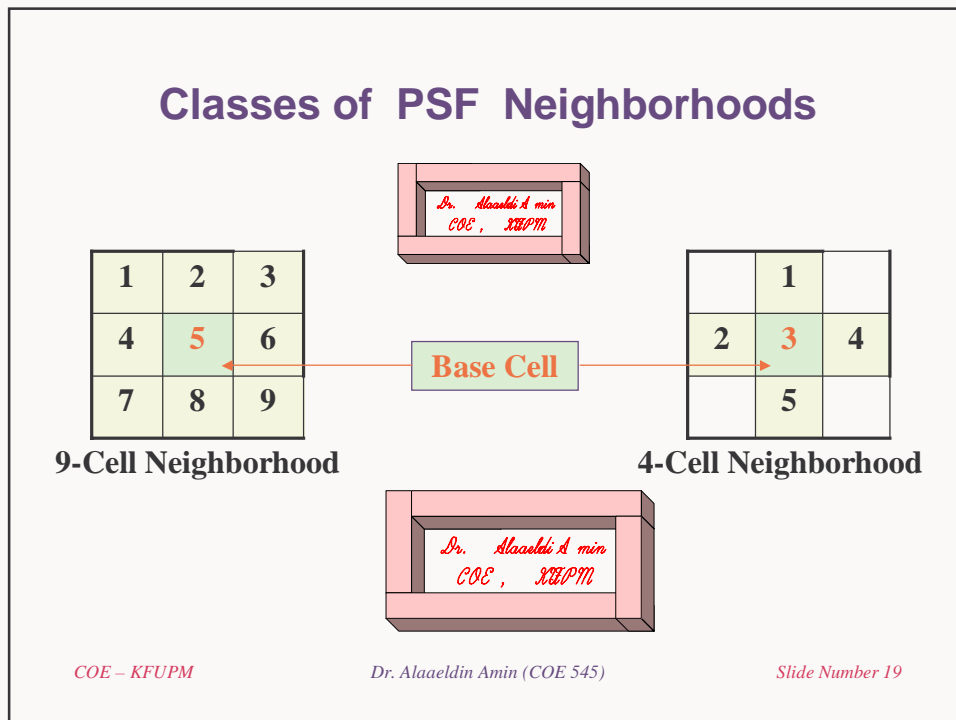 Classes of PSF Neighborhoods
Dr. Alaaeldi A min
COE , KFUPM
1 2 3
4 5 6
7 8 9
Base Cell
1
2 3 4
5
9-Cell Neighborhood
4-Cell Neighborhood
Dr. Alaaeldi A min
COE , KFUPM
COE – KFUPM
Dr. Alaaeldin Amin (COE 545)
Slide Number 19